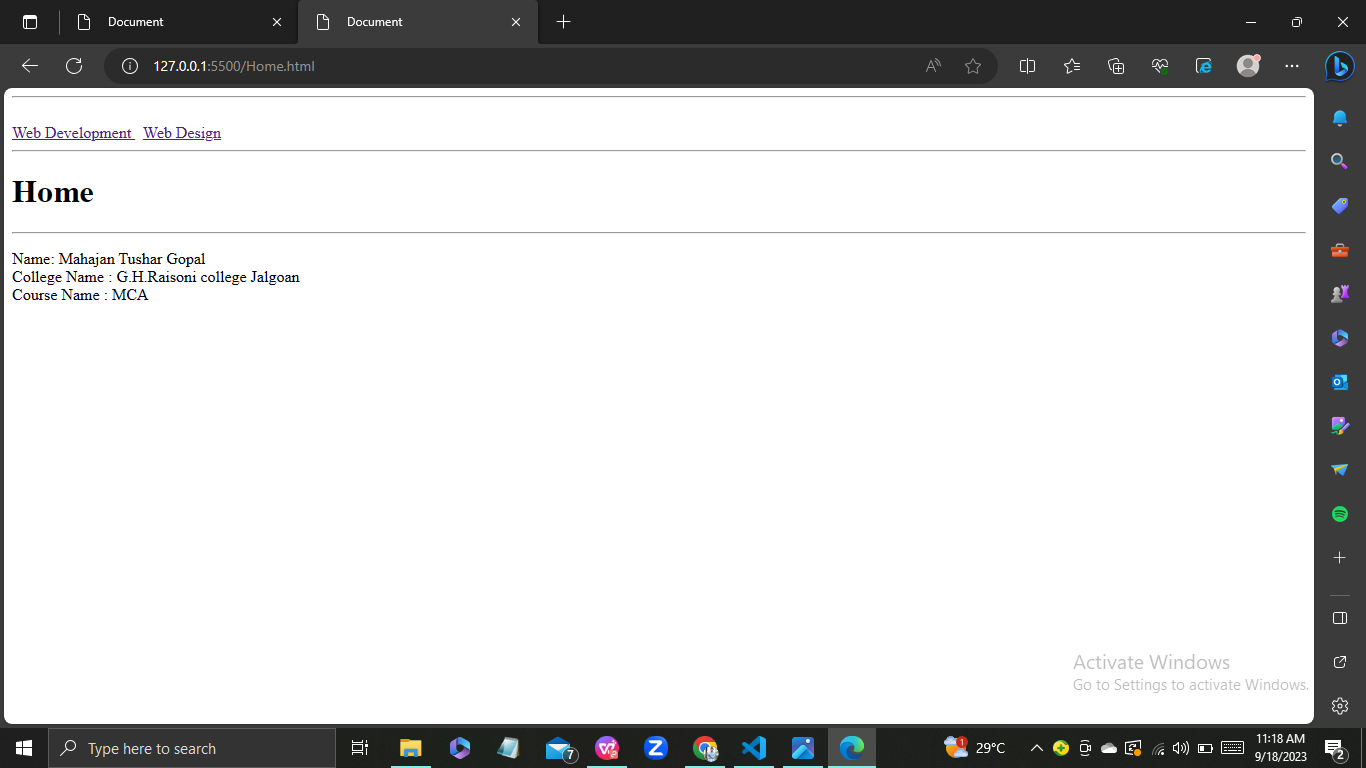 Document
Document
127.0.0.1:5500/Home.html
Web Development Web Design
Home
Name: Mahajan Tushar Gopal
College Name : G.H.Raisoni college Jalgoan
Course Name : MCA
Activate Windows
Go to Settings to activate Windows.
Type here to search
7
1
29°C
11:18 AM
9/18/2023
2